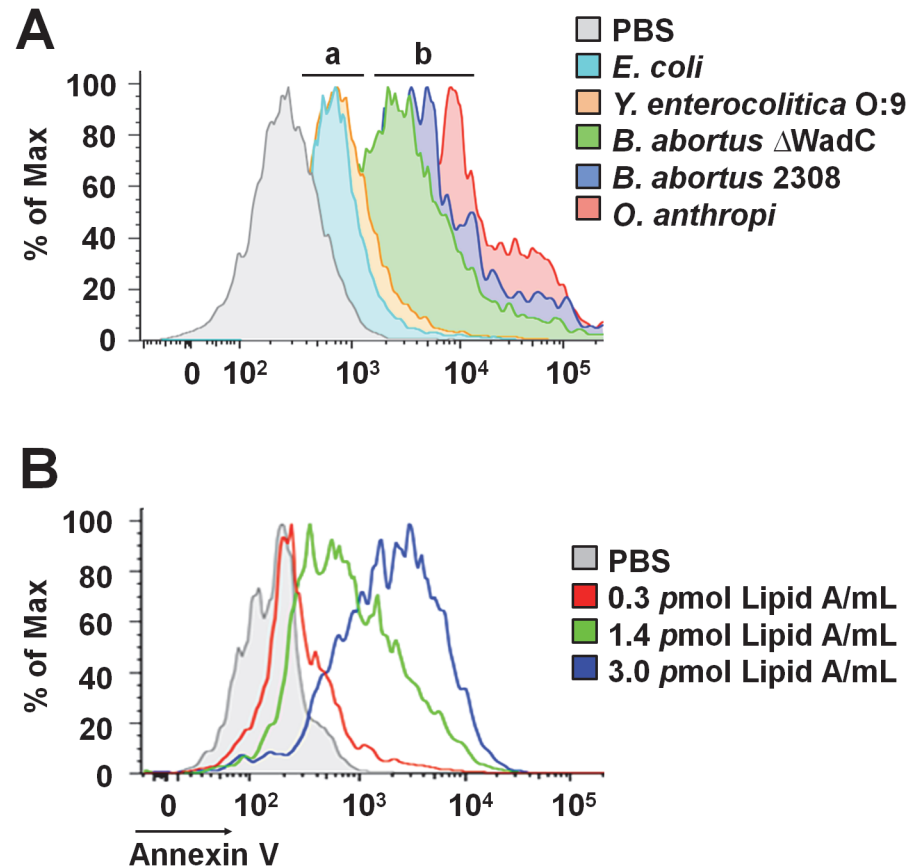 A
a b
100
80
60
40
20
0
% of Max
0 10² 10³ 10⁴ 10⁵
PBS
E. coli
Y. enterocolitica O:9
B. abortus ΔWadC
B. abortus 2308
O. anthropi
B
100
80
60
40
20
0
% of Max
0 10² 10³ 10⁴ 10⁵
Annexin V
PBS
0.3 pmol Lipid A/mL
1.4 pmol Lipid A/mL
3.0 pmol Lipid A/mL